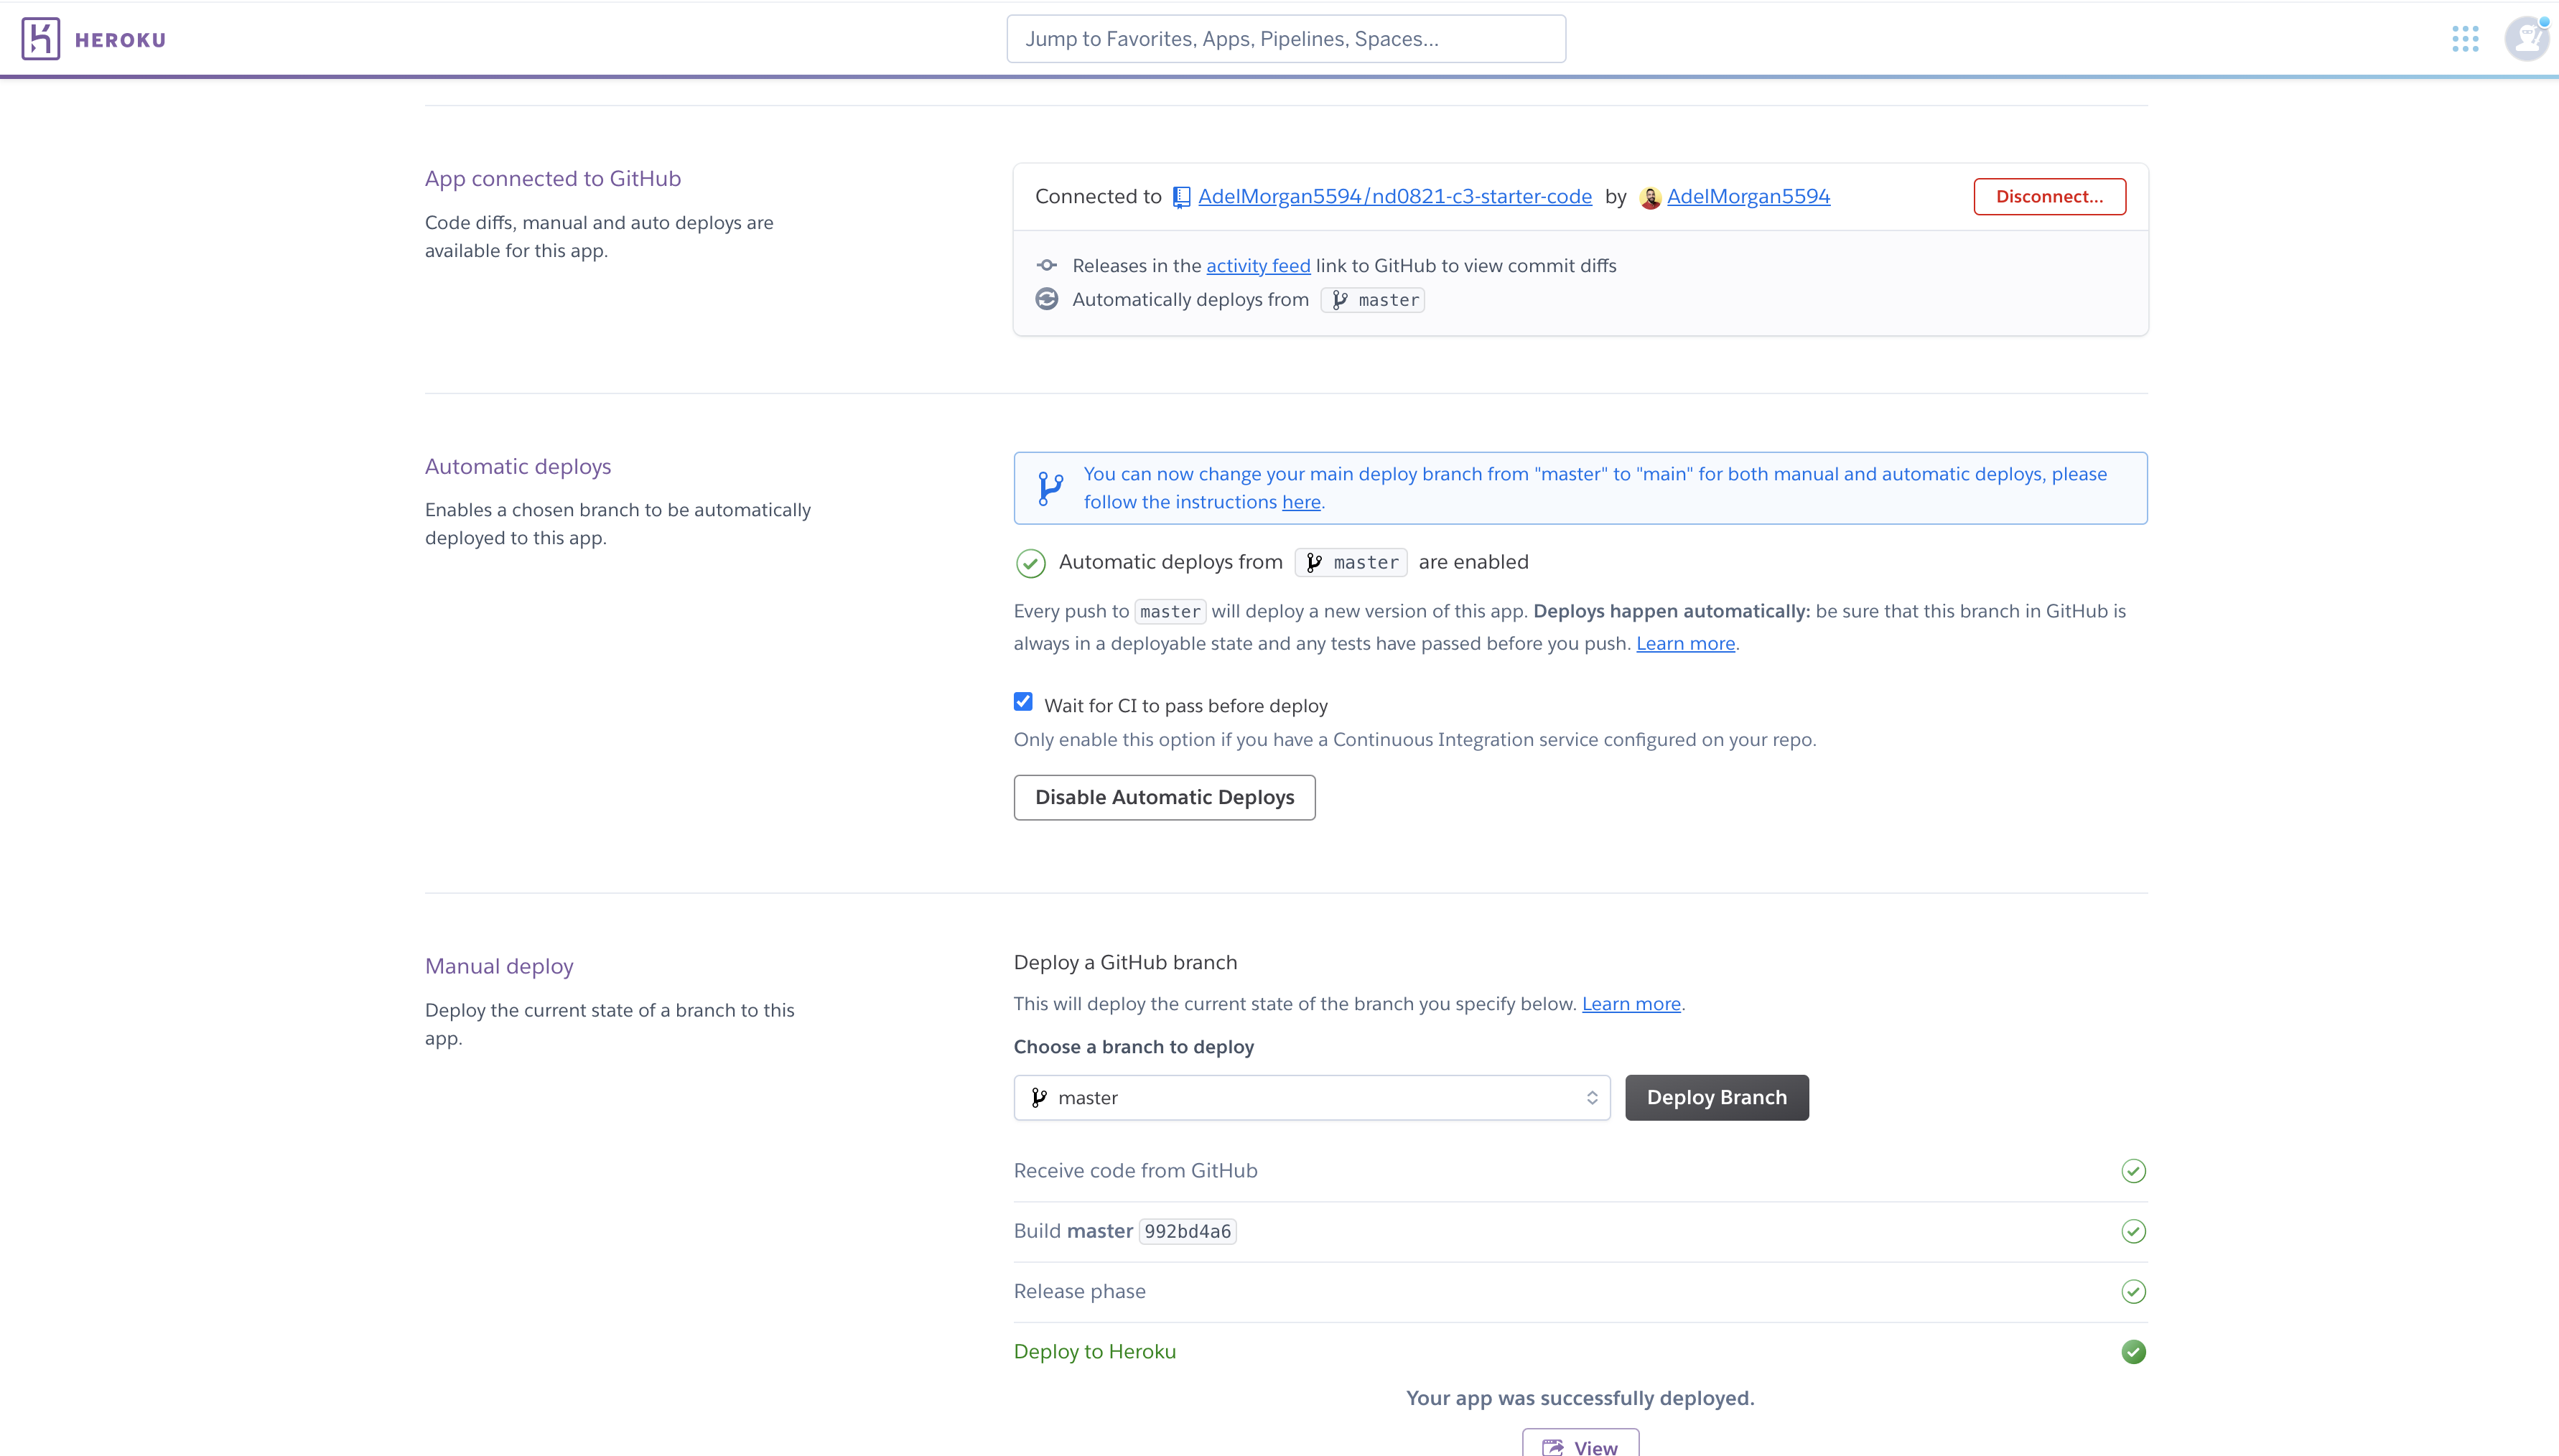 HEROKU
Jump to Favorites, Apps, Pipelines, Spaces...
App connected to GitHub
Code diffs, manual and auto deploys are
available for this app.
Connected to AdelMorgan5594/nd0821-c3-starter-code by AdelMorgan5594
Disconnect...
Releases in the activity feed link to GitHub to view commit diffs
Automatically deploys from master
Automatic deploys
Enables a chosen branch to be automatically
deployed to this app.
You can now change your main deploy branch from "master" to "main" for both manual and automatic deploys, please
follow the instructions here.
Automatic deploys from master are enabled
Every push to master will deploy a new version of this app. Deploys happen automatically: be sure that this branch in GitHub is
always in a deployable state and any tests have passed before you push. Learn more.
Wait for CI to pass before deploy
Only enable this option if you have a Continuous Integration service configured on your repo.
Disable Automatic Deploys
Manual deploy
Deploy the current state of a branch to this
app.
Deploy a GitHub branch
This will deploy the current state of the branch you specify below. Learn more.
Choose a branch to deploy
master
Deploy Branch
Receive code from GitHub
Build master 992bd4a6
Release phase
Deploy to Heroku
Your app was successfully deployed.
View